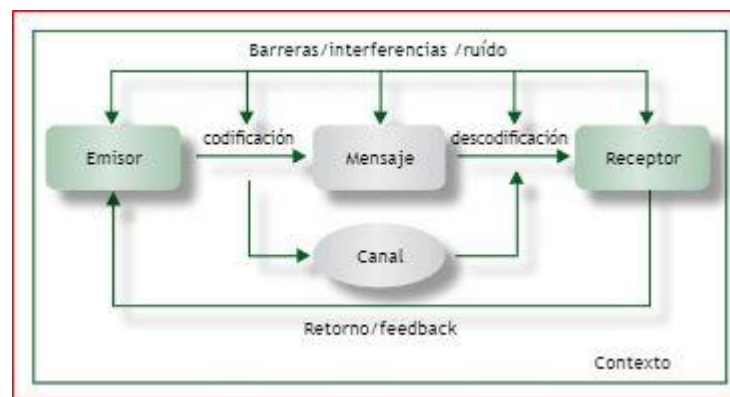 Barreras/interferencias /ruído
codificación
descodificación
Emisor
Mensaje
Receptor
Canal
Retorno/feedback
Contexto